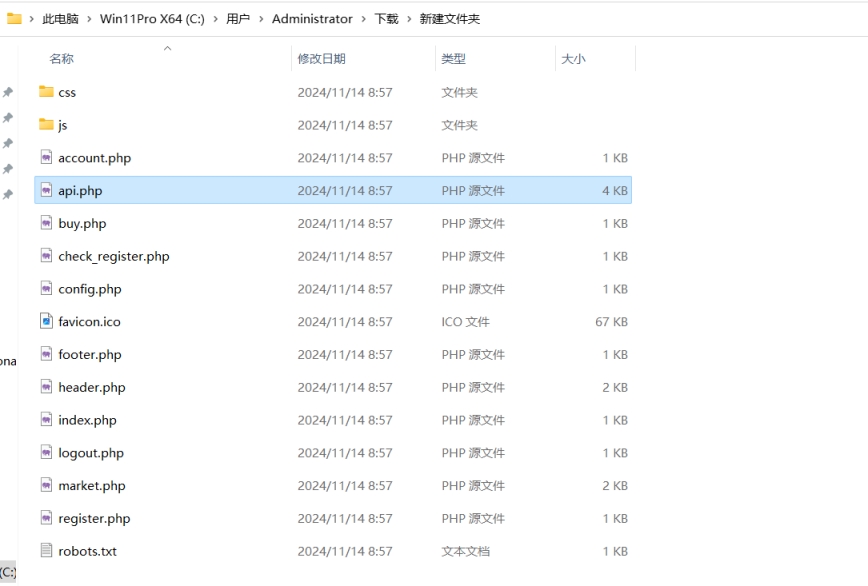 此电脑 > Win11Pro X64 (C:) > 用户 > Administrator > 下载 > 新建文件夹
名称 修改日期 类型 大小
css 2024/11/14 8:57 文件夹
js 2024/11/14 8:57 文件夹
account.php 2024/11/14 8:57 PHP 源文件 1 KB
api.php 2024/11/14 8:57 PHP 源文件 4 KB
buy.php 2024/11/14 8:57 PHP 源文件 1 KB
check_register.php 2024/11/14 8:57 PHP 源文件 1 KB
config.php 2024/11/14 8:57 PHP 源文件 1 KB
favicon.ico 2024/11/14 8:57 ICO 文件 67 KB
footer.php 2024/11/14 8:57 PHP 源文件 1 KB
ona
header.php 2024/11/14 8:57 PHP 源文件 2 KB
index.php 2024/11/14 8:57 PHP 源文件 1 KB
logout.php 2024/11/14 8:57 PHP 源文件 1 KB
market.php 2024/11/14 8:57 PHP 源文件 2 KB
register.php 2024/11/14 8:57 PHP 源文件 1 KB
robots.txt 2024/11/14 8:57 文本文档 1 KB
(C:)